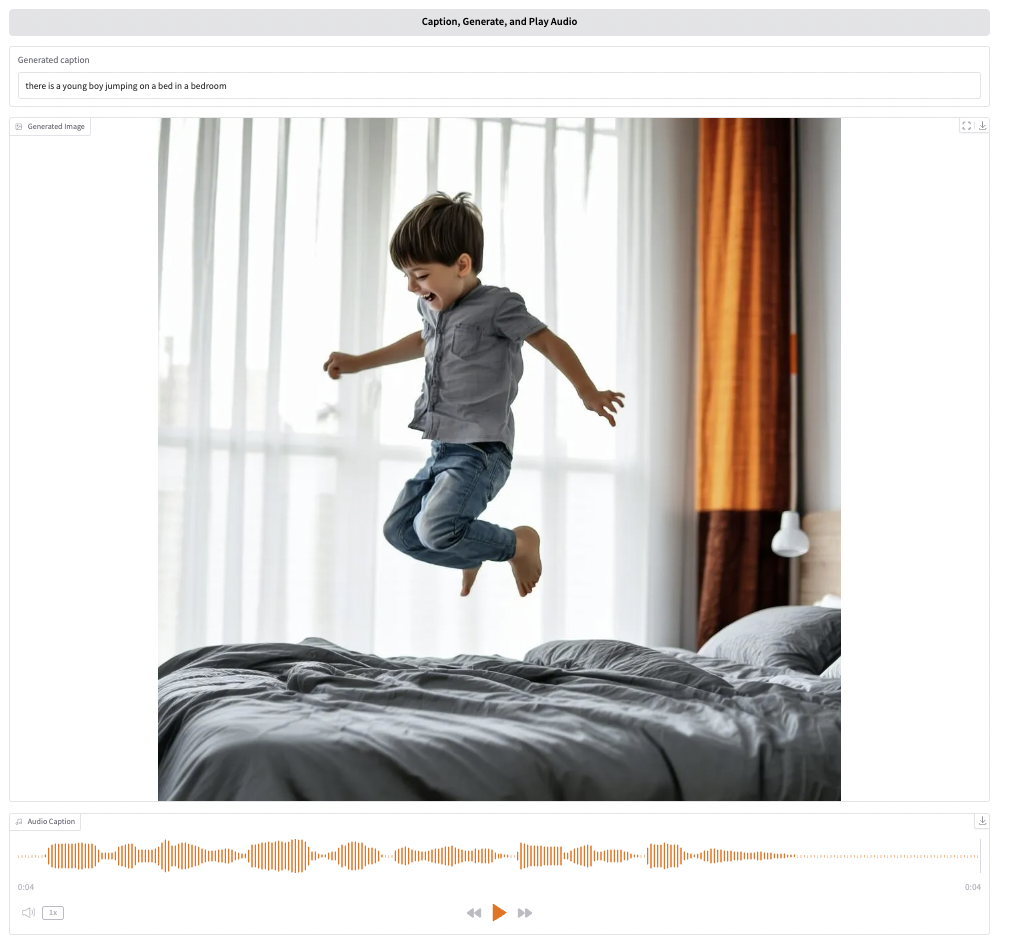 Caption, Generate, and Play Audio
Generated caption
there is a young boy jumping on a bed in a bedroom
Generated Image
Audio Caption
0:04
0:04
1x